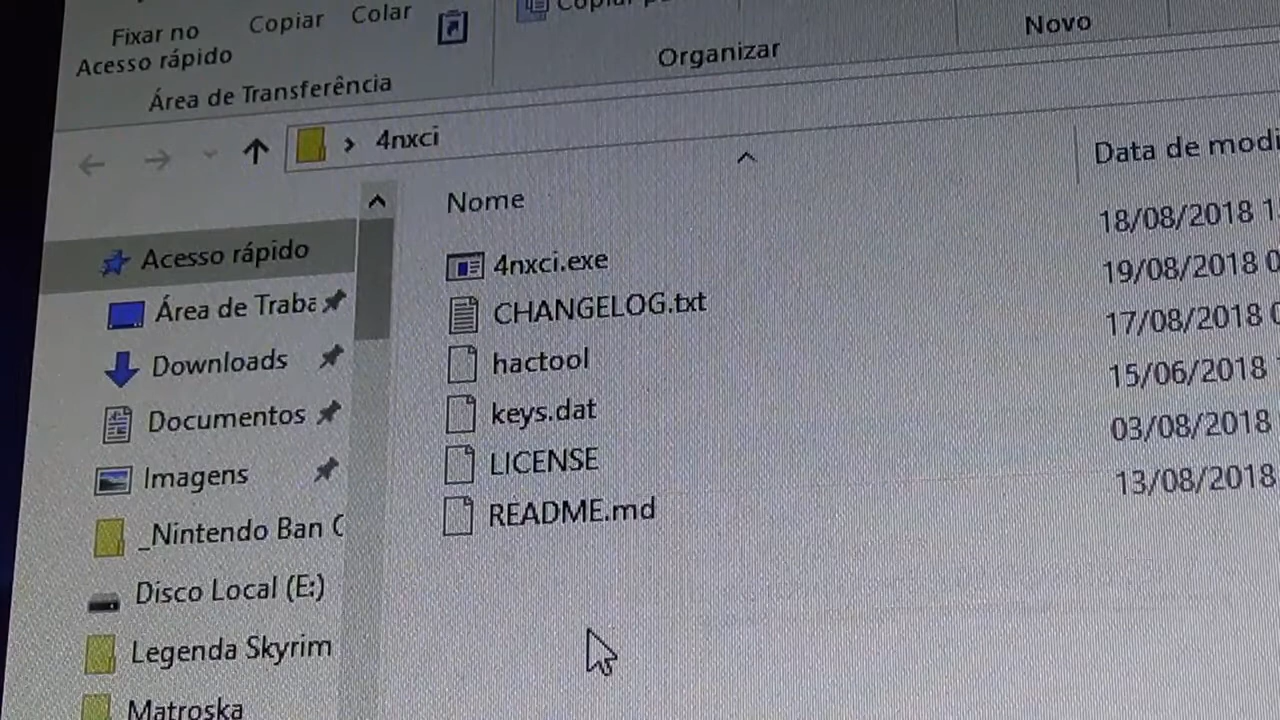 Fixar no
Acesso rápido
Copiar
Colar
Área de Transferência
Organizar
Novo
4nxci
Nome
Data de modi
Acesso rápido
Área de Traba
Downloads
Documentos
Imagens
_Nintendo Ban C
Disco Local (E:)
Legenda Skyrim
Matroska
4nxci.exe
18/08/2018 1
CHANGELOG.txt
19/08/2018 0
hactool
17/08/2018 0
keys.dat
15/06/2018
LICENSE
03/08/2018
README.md
13/08/2018